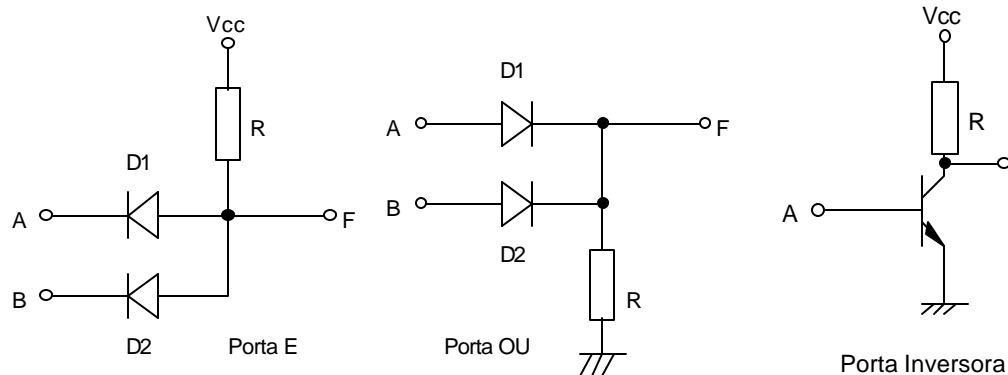 Vcc
R
D1
A
F
B
D2
Porta E
D1
A
F
B
D2
R
Porta OU
Vcc
R
A
Porta Inversora